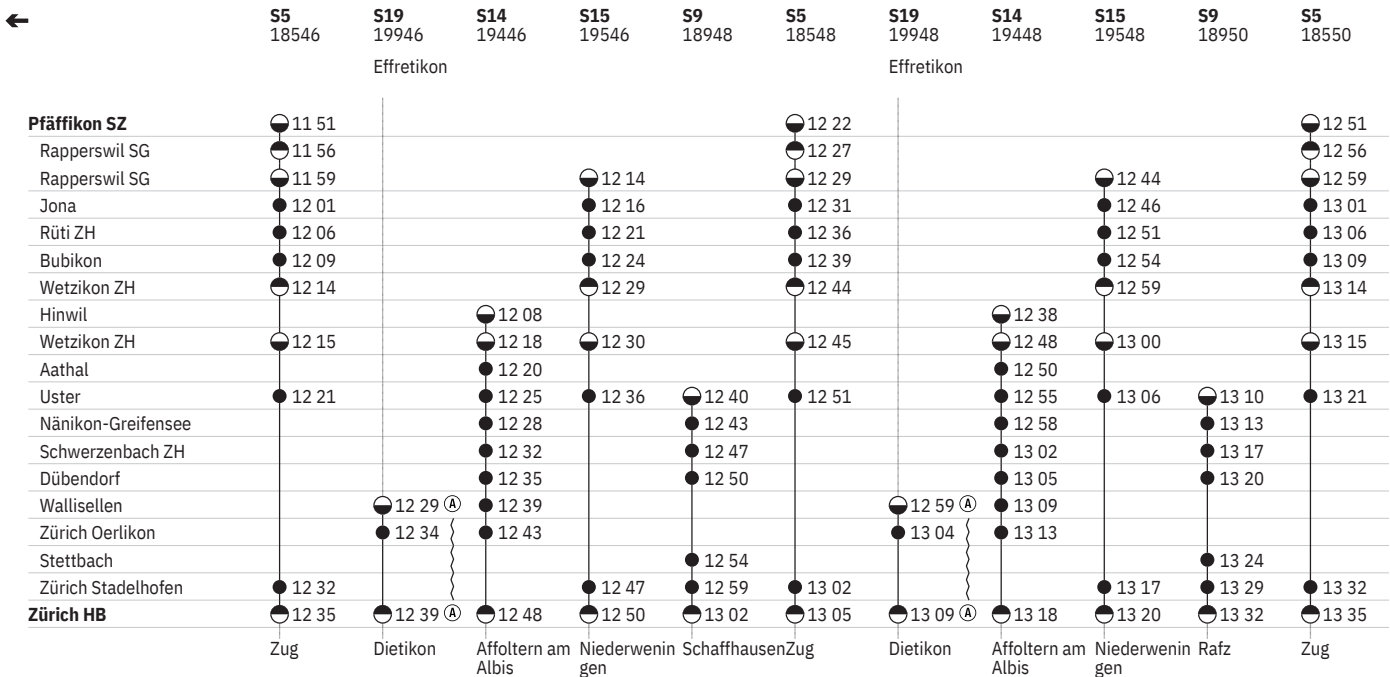 S5 S19 S14 S15 S9 S5 S19 S14 S15 S9 S5
18546 19946 19446 19546 18948 18548 19948 19448 19548 18950 18550
Effretikon Effretikon
Pfäffikon SZ 11 51 12 22 12 51
Rapperswil SG 11 56 12 27 12 56
Rapperswil SG 11 59 12 14 12 29 12 44 12 59
Jona 12 01 12 16 12 31 12 46 13 01
Rüti ZH 12 06 12 21 12 36 12 51 13 06
Bubikon 12 09 12 24 12 39 12 54 13 09
Wetzikon ZH 12 14 12 29 12 44 12 59 13 14
Hinwil 12 08 12 38
Wetzikon ZH 12 15 12 18 12 30 12 45 12 48 13 00 13 15
Aathal 12 20 12 50
Uster 12 21 12 25 12 36 12 40 12 51 12 55 13 06 13 10 13 21
Nänikon-Greifensee 12 28 12 43 12 58 13 13
Schwerzenbach ZH 12 32 12 47 13 02 13 17
Dübendorf 12 35 12 50 13 05 13 20
Wallisellen 12 29 A 12 39 12 59 A 13 09
Zürich Oerlikon 12 34 12 43 13 04 13 13
Stettbach 12 54 13 24
Zürich Stadelhofen 12 32 12 47 12 59 13 02 13 17 13 29 13 32
Zürich HB 12 35 12 39 A 12 48 12 50 13 02 13 05 13 09 A 13 18 13 20 13 32 13 35
Zug Dietikon Affoltern am Niederwenin Schaffhausen Zug Dietikon Affoltern am Niederwenin Rafz Zug
Albis gen Albis gen